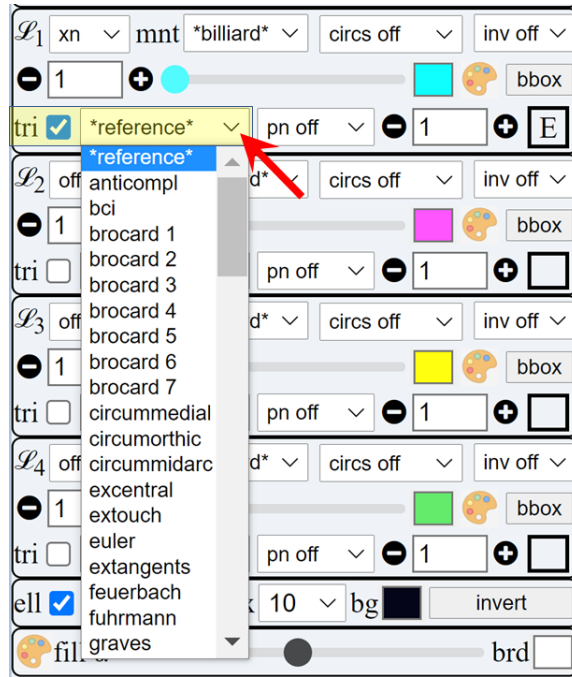 ℒ1 xn mnt *billiard* circs off inv off
1 bbox
tri *reference* pn off 1 E
*reference*
anticompl
bci
brocard 1
brocard 2
brocard 3
brocard 4
brocard 5
brocard 6
brocard 7
circummedial
circumorthic
circummidarc
excentral
extouch
euler
extangents
feuerbach
fuhrmann
graves
ℒ2 off d* circs off inv off
1 bbox
tri pn off 1
ℒ3 off d* circs off inv off
1 bbox
tri pn off 1
ℒ4 off d* circs off inv off
1 bbox
tri pn off 1
ell 10 bg invert
fill brd